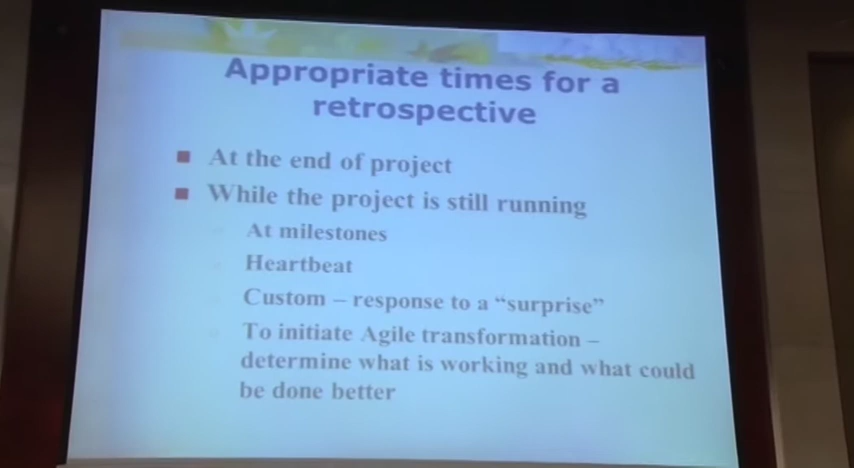 Appropriate times for a
retrospective
At the end of project
While the project is still running
At milestones
Heartbeat
Custom – response to a “surprise”
To initiate Agile transformation –
determine what is working and what could
be done better